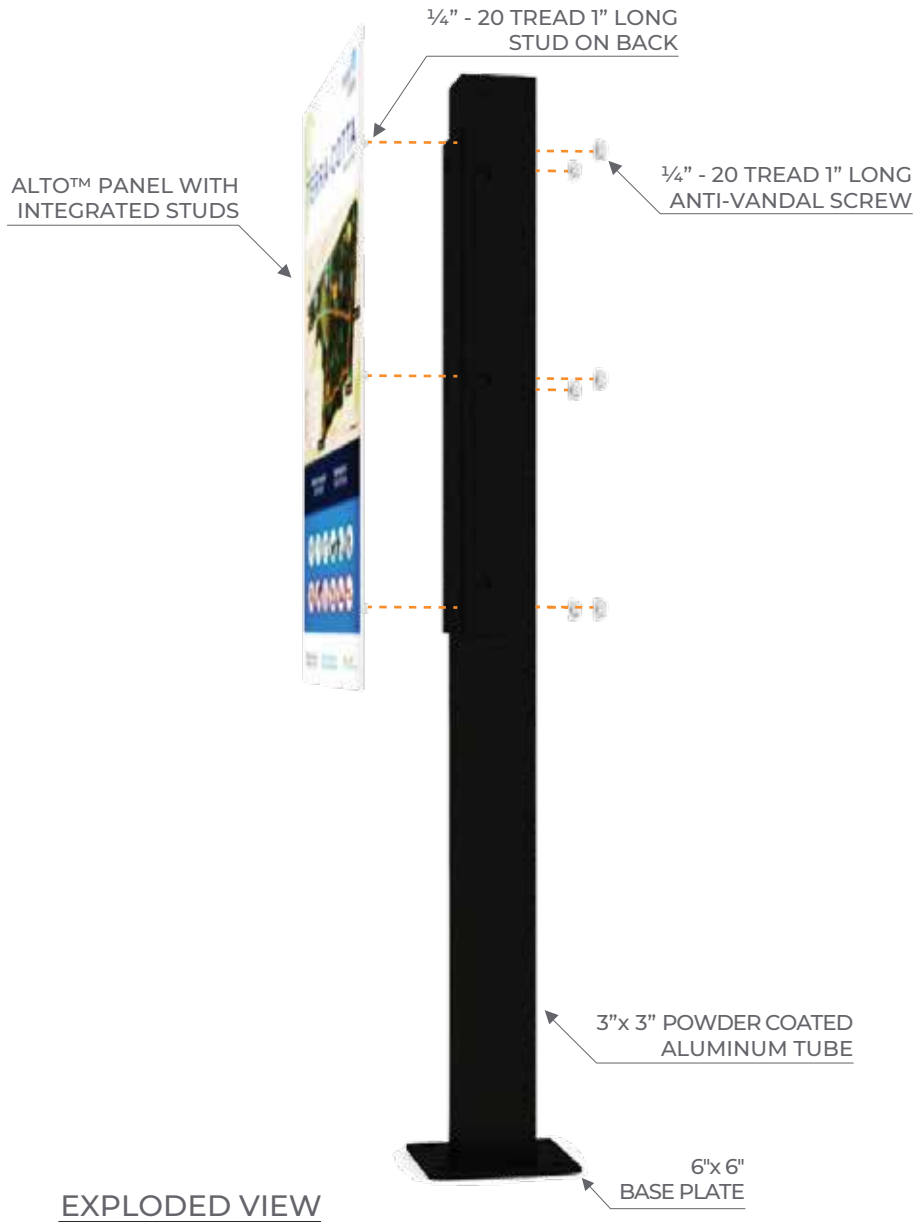 ¼” - 20 TREAD 1” LONG
STUD ON BACK
ALTO™ PANEL WITH
INTEGRATED STUDS
¼” - 20 TREAD 1” LONG
ANTI-VANDAL SCREW
3”x 3” POWDER COATED
ALUMINUM TUBE
6"x 6"
BASE PLATE
EXPLODED VIEW